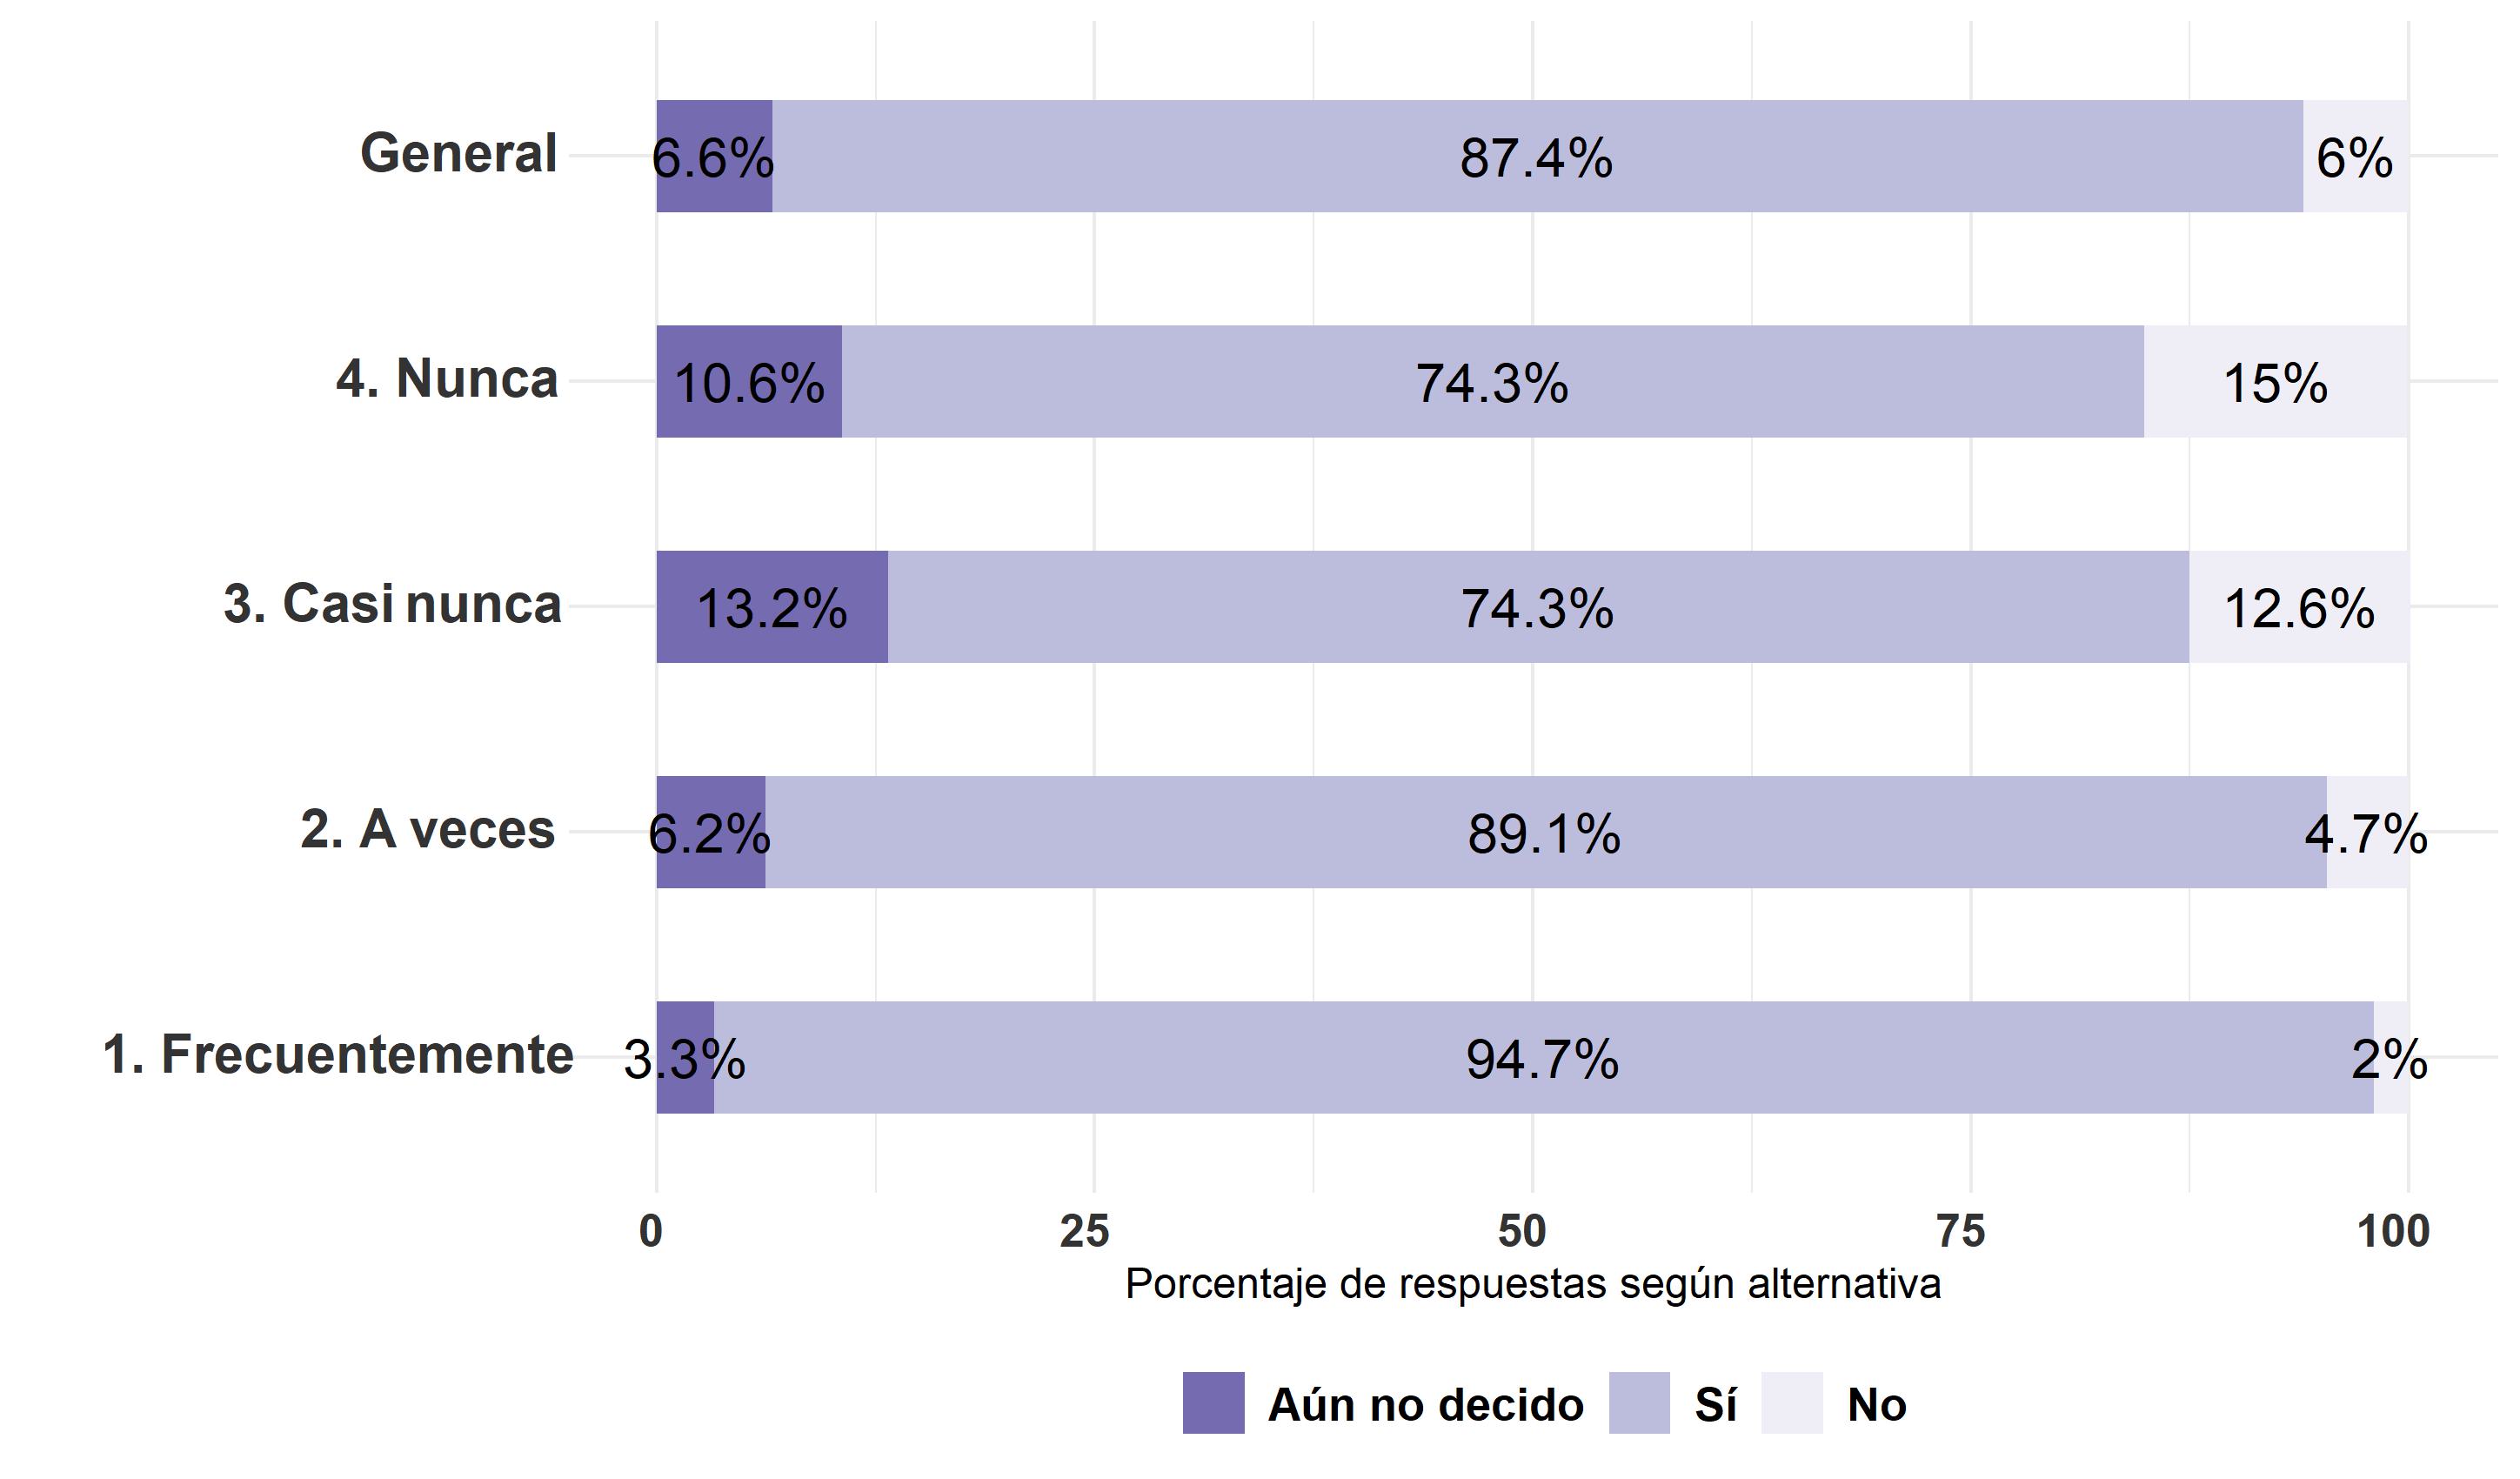 General 6.6% 87.4% 6%
4. Nunca 10.6% 74.3% 15%
3. Casi nunca 13.2% 74.3% 12.6%
2. A veces 6.2% 89.1% 4.7%
1. Frecuentemente 3.3% 94.7% 2%
0 25 50 75 100
Porcentaje de respuestas según alternativa
Aún no decido Sí No